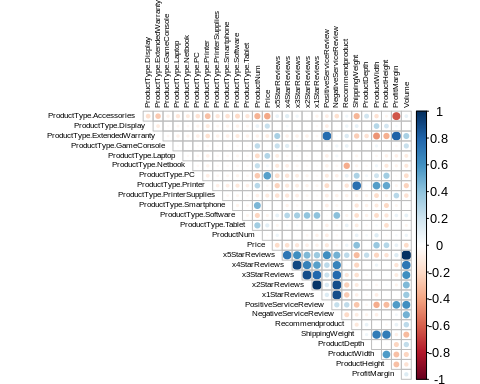 ProductType.Display
ProductType.ExtendedWarranty
ProductType.GameConsole
ProductType.Laptop
ProductType.Netbook
ProductType.PC
ProductType.Printer
ProductType.PrinterSupplies
ProductType.Smartphone
ProductType.Software
ProductType.Tablet
ProductNum
Price
x5StarReviews
x4StarReviews
x3StarReviews
x2StarReviews
x1StarReviews
PositiveServiceReview
NegativeServiceReview
Recommendproduct
ShippingWeight
ProductDepth
ProductWidth
ProductHeight
ProfitMargin
Volume
ProductType.Accessories
ProductType.Display
ProductType.ExtendedWarranty
ProductType.GameConsole
ProductType.Laptop
ProductType.Netbook
ProductType.PC
ProductType.Printer
ProductType.PrinterSupplies
ProductType.Smartphone
ProductType.Software
ProductType.Tablet
ProductNum
Price
x5StarReviews
x4StarReviews
x3StarReviews
x2StarReviews
x1StarReviews
PositiveServiceReview
NegativeServiceReview
Recommendproduct
ShippingWeight
ProductDepth
ProductWidth
ProductHeight
ProfitMargin
1
0.8
0.6
0.4
0.2
0
-0.2
-0.4
-0.6
-0.8
-1